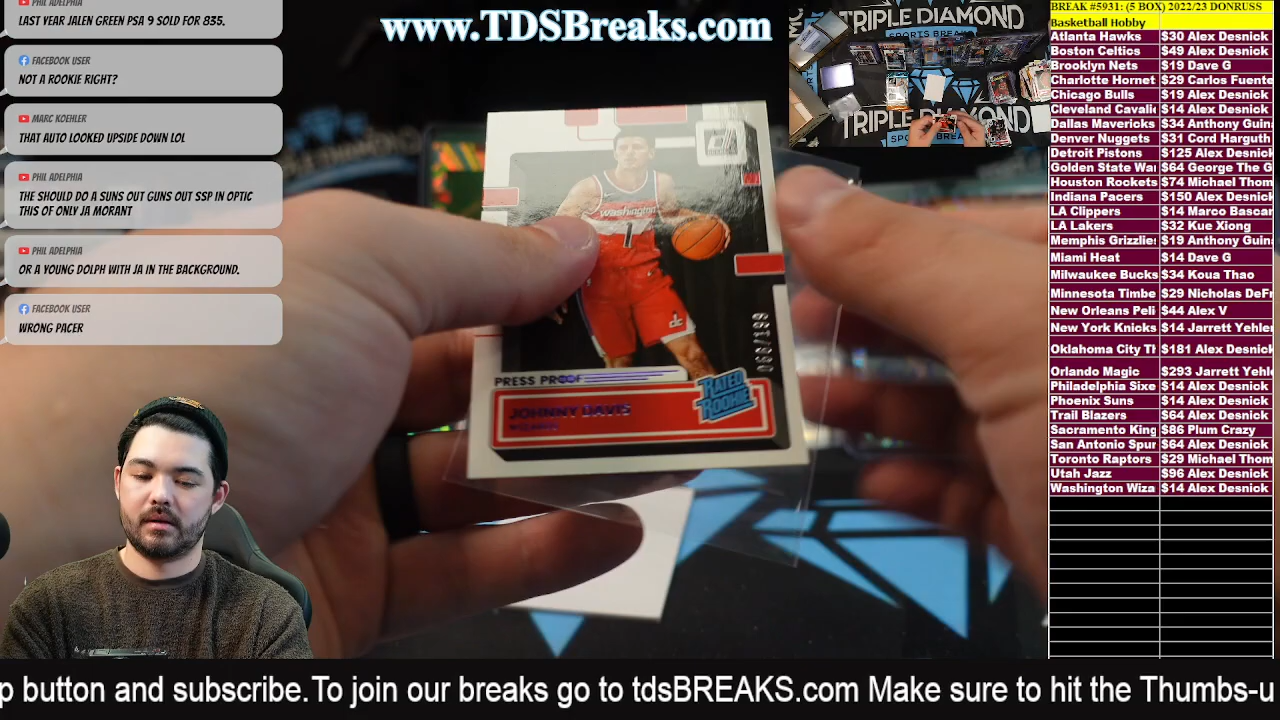 PHIL ADELPHIA
LAST YEAR JALEN GREEN PSA 9 SOLD FOR 835.
FACEBOOK USER
NOT A ROOKIE RIGHT?
MARC KOEHLER
THAT AUTO LOOKED UPSIDE DOWN LOL
PHIL ADELPHIA
THE SHOULD DO A SUNS OUT GUNS OUT SSP IN OPTIC
THIS OF ONLY JA MORANT
PHIL ADELPHIA
OR A YOUNG DOLPH WITH JA IN THE BACKGROUND.
FACEBOOK USER
WRONG PACER
www.TDSBreaks.com
TRIPLE DIAMOND
SPORTS BREAKS
TRIPLE DIAMOND
SPORTS BREAKS
Washington
1
PRESS PROOF
RATED ROOKIE
JOHNNY DAVIS
WIZARDS
BREAK #5931: (5 BOX) 2022/23 DONRUSS
Basketball Hobby
Atlanta Hawks $30 Alex Desnick
Boston Celtics $49 Alex Desnick
Brooklyn Nets $19 Dave G
Charlotte Hornet $29 Carlos Fuente
Chicago Bulls $19 Alex Desnick
Cleveland Cavali $14 Alex Desnick
Dallas Mavericks $34 Anthony Guin
Denver Nuggets $31 Cord Harguth
Detroit Pistons $125 Alex Desnick
Golden State War $64 George The G
Houston Rockets $74 Michael Thom
Indiana Pacers $150 Alex Desnick
LA Clippers $14 Marco Bascar
LA Lakers $32 Kue Xiong
Memphis Grizzlie $19 Anthony Guin
Miami Heat $14 Dave G
Milwaukee Bucks $34 Koua Thao
Minnesota Timbe $29 Nicholas DeFr
New Orleans Peli $44 Alex V
New York Knicks $14 Jarrett Yehle
Oklahoma City Th $181 Alex Desnick
Orlando Magic $293 Jarrett Yehl
Philadelphia Sixe $14 Alex Desnick
Phoenix Suns $14 Alex Desnick
Trail Blazers $64 Alex Desnick
Sacramento King $86 Plum Crazy
San Antonio Spur $64 Alex Desnick
Toronto Raptors $29 Michael Thom
Utah Jazz $96 Alex Desnick
Washington Wiza $14 Alex Desnick
p button and subscribe.To join our breaks go to tdsBREAKS.com Make sure to hit the Thumbs-u